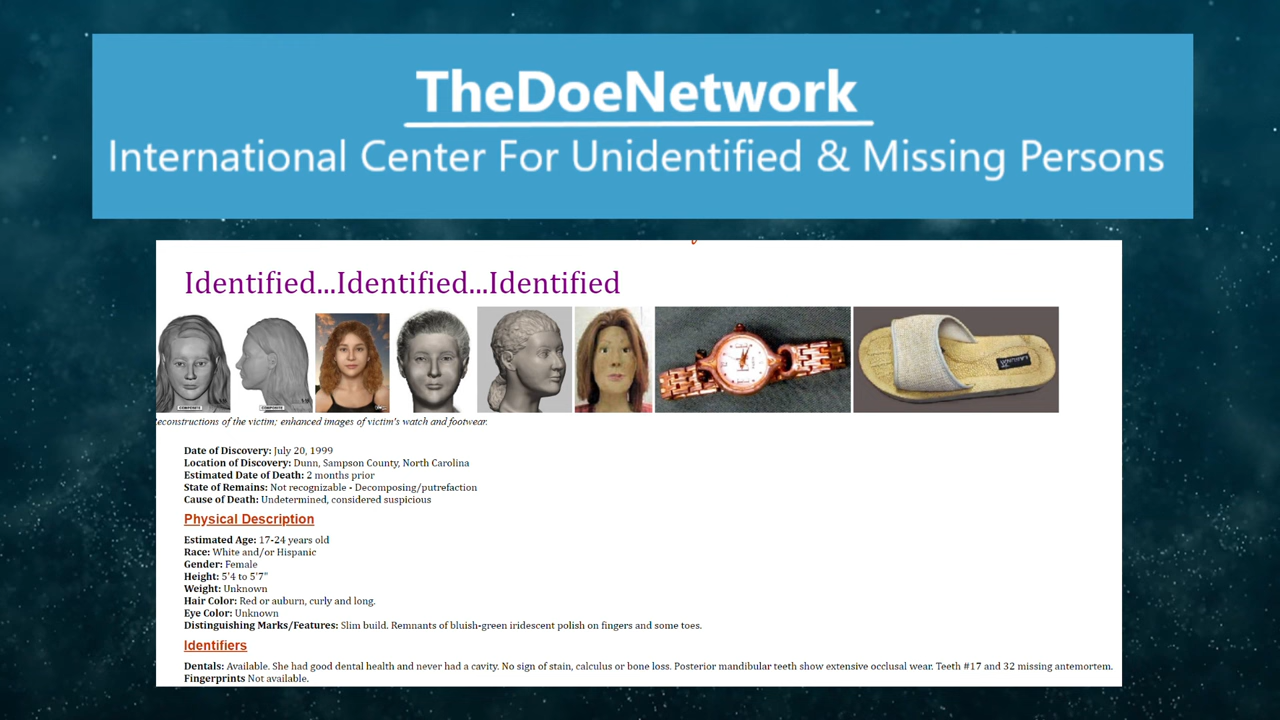 TheDoeNetwork
International Center For Unidentified & Missing Persons
Identified...Identified...Identified
COMPOSITE
COMPOSITE
econstructions of the victim; enhanced images of victim's watch and footwear.
Date of Discovery: July 20, 1999
Location of Discovery: Dunn, Sampson County, North Carolina
Estimated Date of Death: 2 months prior
State of Remains: Not recognizable - Decomposing/putrefaction
Cause of Death: Undetermined, considered suspicious
Physical Description
Estimated Age: 17-24 years old
Race: White and/or Hispanic
Gender: Female
Height: 5'4 to 5'7"
Weight: Unknown
Hair Color: Red or auburn, curly and long.
Eye Color: Unknown
Distinguishing Marks/Features: Slim build. Remnants of bluish-green iridescent polish on fingers and some toes.
Identifiers
Dentals: Available. She had good dental health and never had a cavity. No sign of stain, calculus or bone loss. Posterior mandibular teeth show extensive occlusal wear. Teeth #17 and 32 missing antemortem.
Fingerprints Not available.